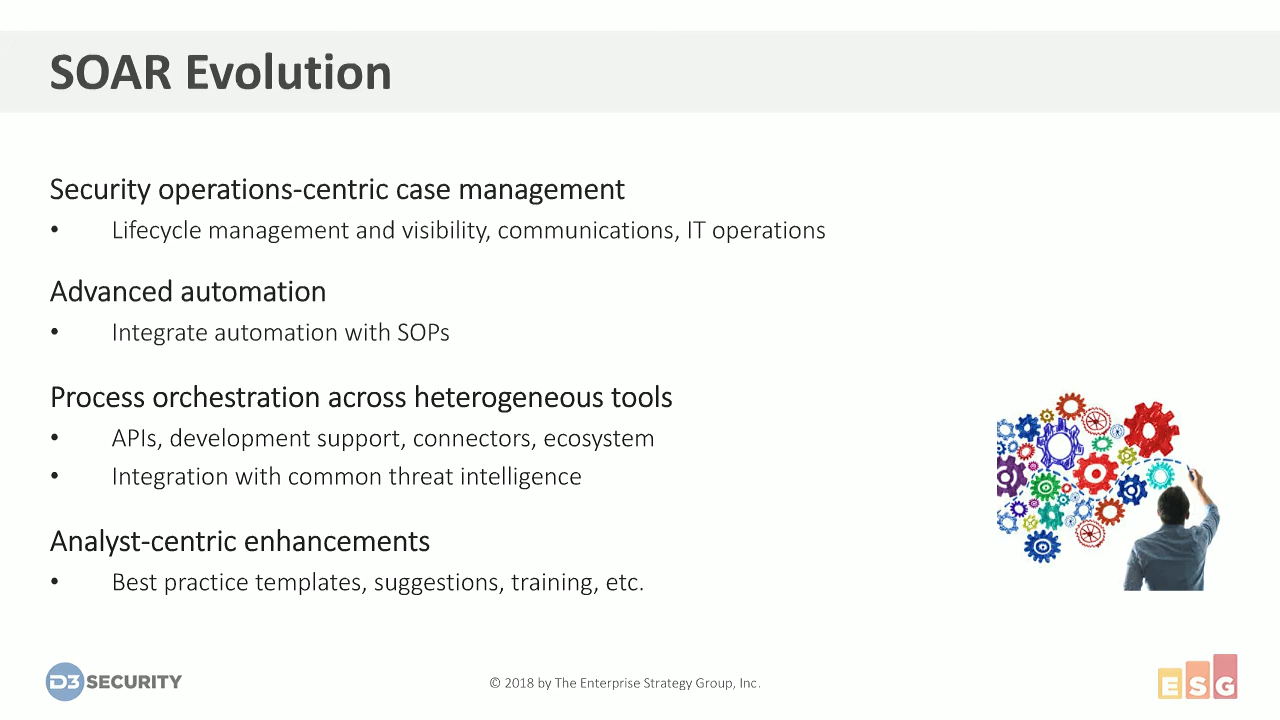 SOAR Evolution
Security operations-centric case management
• Lifecycle management and visibility, communications, IT operations
Advanced automation
• Integrate automation with SOPs
Process orchestration across heterogeneous tools
• APIs, development support, connectors, ecosystem
• Integration with common threat intelligence
Analyst-centric enhancements
• Best practice templates, suggestions, training, etc.
D3 SECURITY
© 2018 by The Enterprise Strategy Group, Inc.
ESG